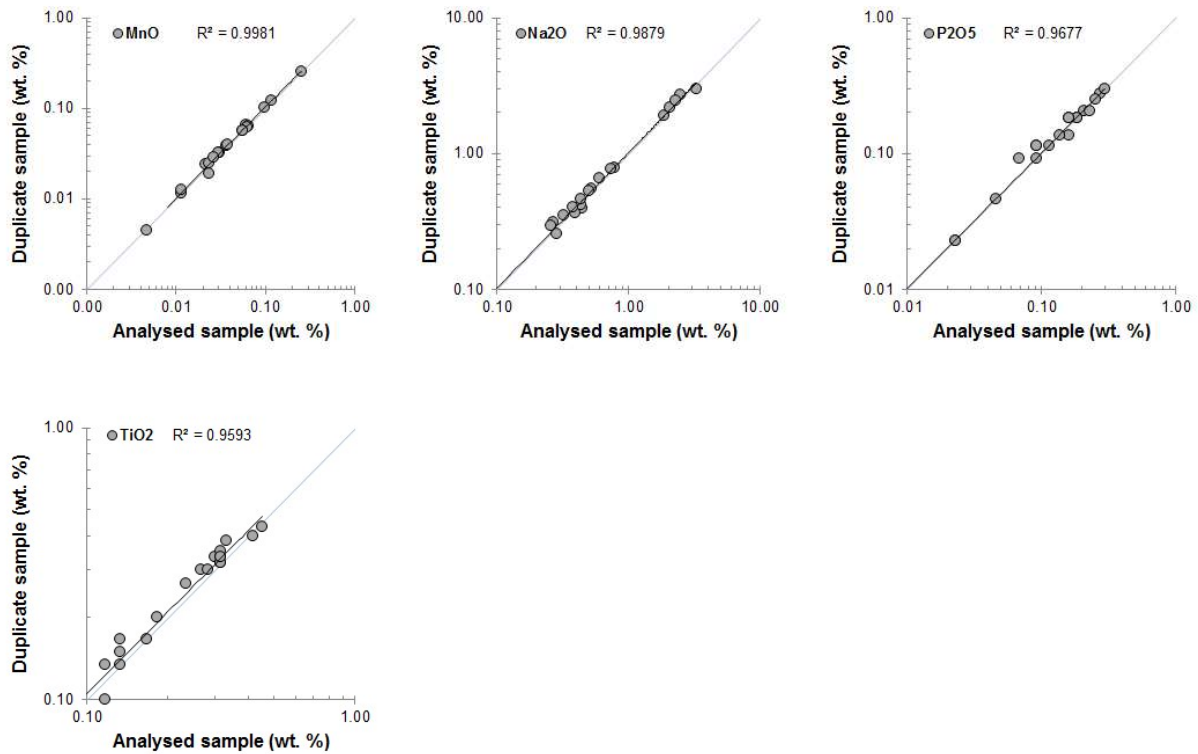 1.00
MnO R² = 0.9981
0.10
0.01
0.00
0.00 0.01 0.10 1.00
Duplicate sample (wt. %)
Analysed sample (wt. %)
10.00
Na2O R² = 0.9879
1.00
0.10
0.10 1.00 10.00
Duplicate sample (wt. %)
Analysed sample (wt. %)
1.00
P2O5 R² = 0.9677
0.10
0.01
0.01 0.10 1.00
Duplicate sample (wt. %)
Analysed sample (wt. %)
1.00
TiO2 R² = 0.9593
0.10
0.10 1.00
Duplicate sample (wt. %)
Analysed sample (wt. %)